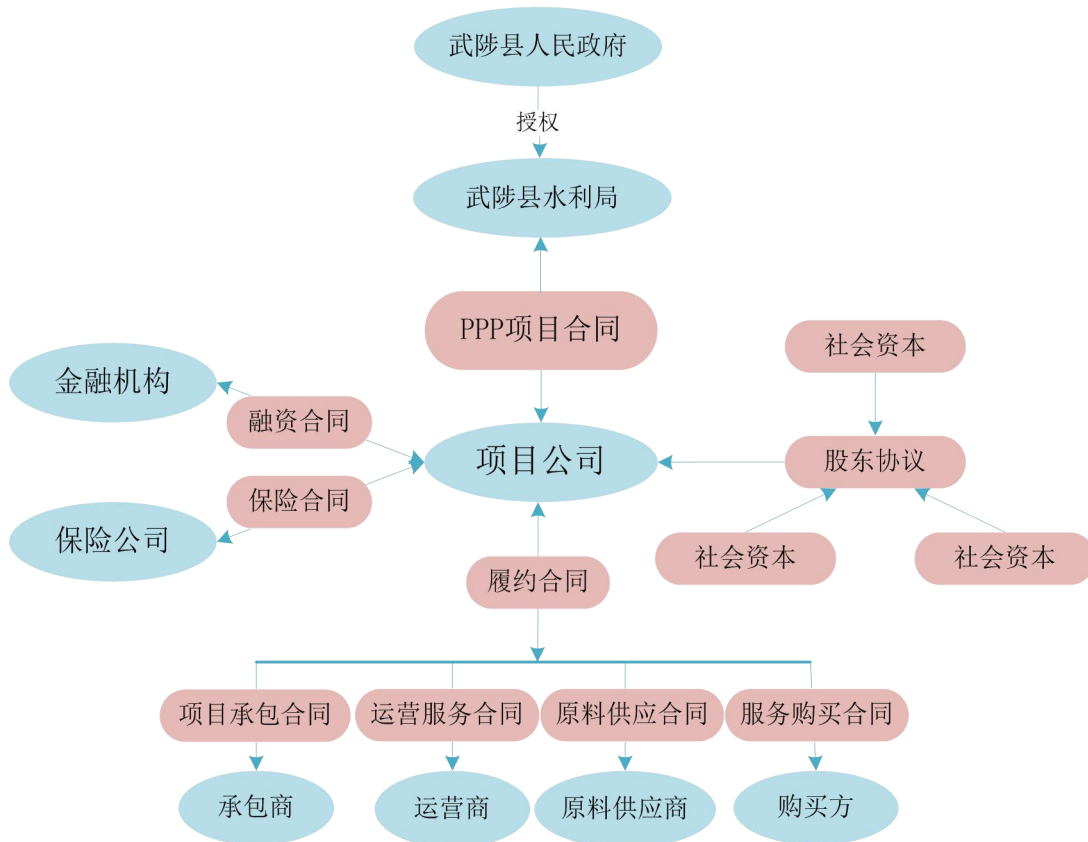 武陟县人民政府
授权
武陟县水利局
PPP项目合同
社会资本
金融机构
融资合同
项目公司
股东协议
保险合同
保险公司
社会资本
社会资本
履约合同
项目承包合同
运营服务合同
原料供应合同
服务购买合同
承包商
运营商
原料供应商
购买方